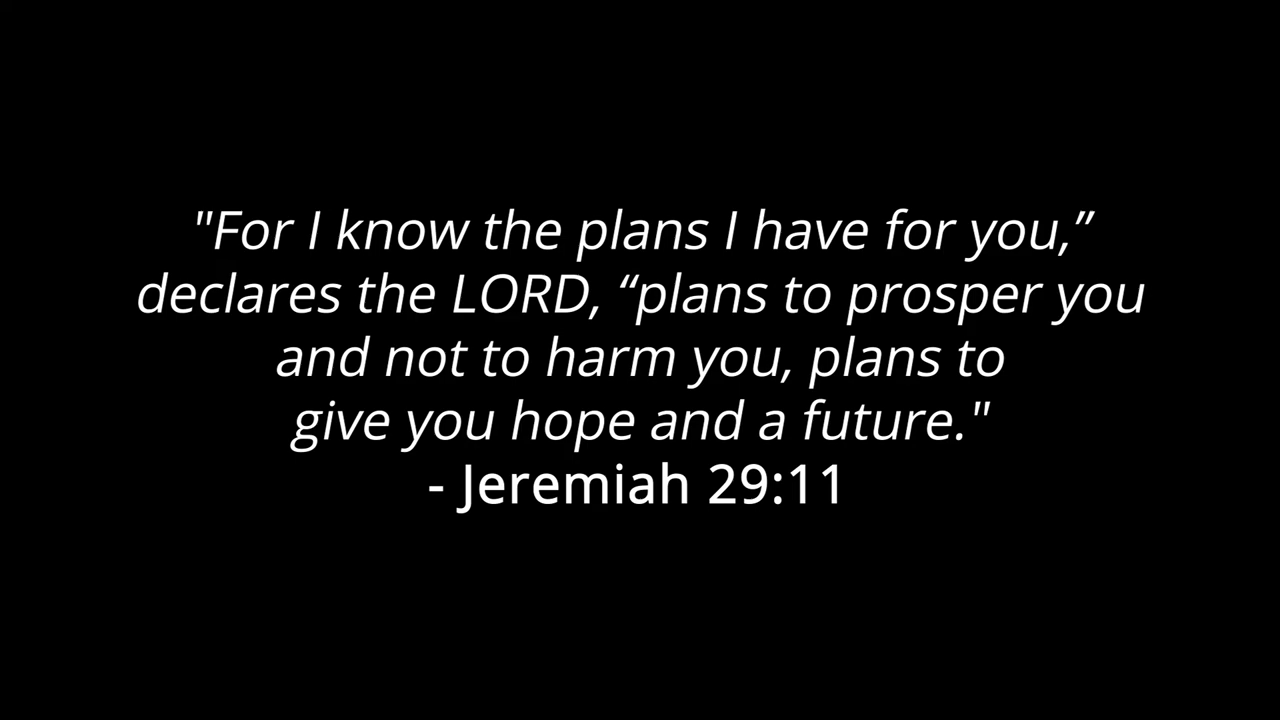 "For I know the plans I have for you,”
declares the LORD, “plans to prosper you
and not to harm you, plans to
give you hope and a future."
- Jeremiah 29:11